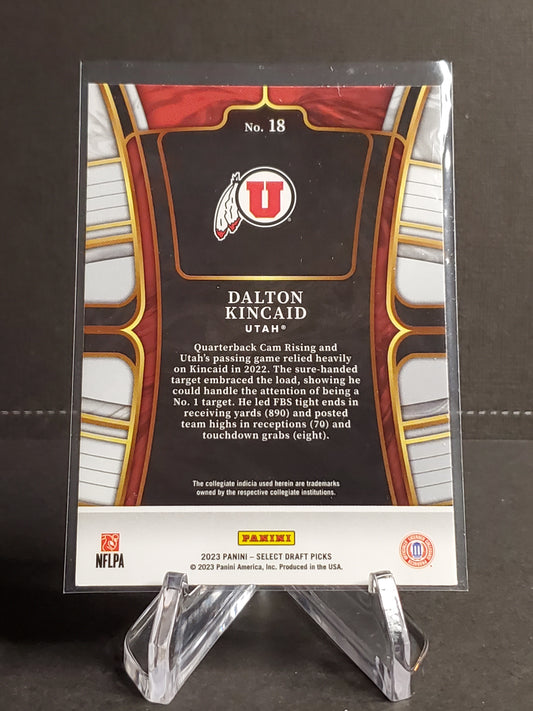 No. 18
U
DALTON
KINCAID
UTAH®
Quarterback Cam Rising and
Utah's passing game relied heavily
on Kincaid in 2022. The sure-handed
target embraced the load, showing he
could handle the attention of being a
No. 1 target. He led FBS tight ends in
receiving yards (890) and posted
team highs in receptions (70) and
touchdown grabs (eight).
The collegiate indicia used herein are trademarks
owned by the respective collegiate institutions.
PANINI
2023 PANINI – SELECT DRAFT PICKS
© 2023 Panini America, Inc. Produced in the USA.
NFLPA